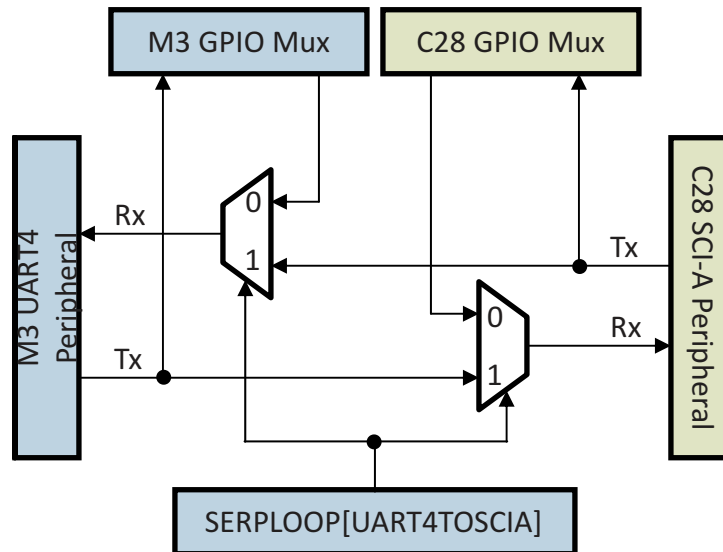 M3 GPIO Mux
C28 GPIO Mux
M3 UART4
Peripheral
C28 SCI-A Peripheral
Rx
0
1
Tx
0
Rx
Tx
1
SERPLOOP[UART4TOSCIA]